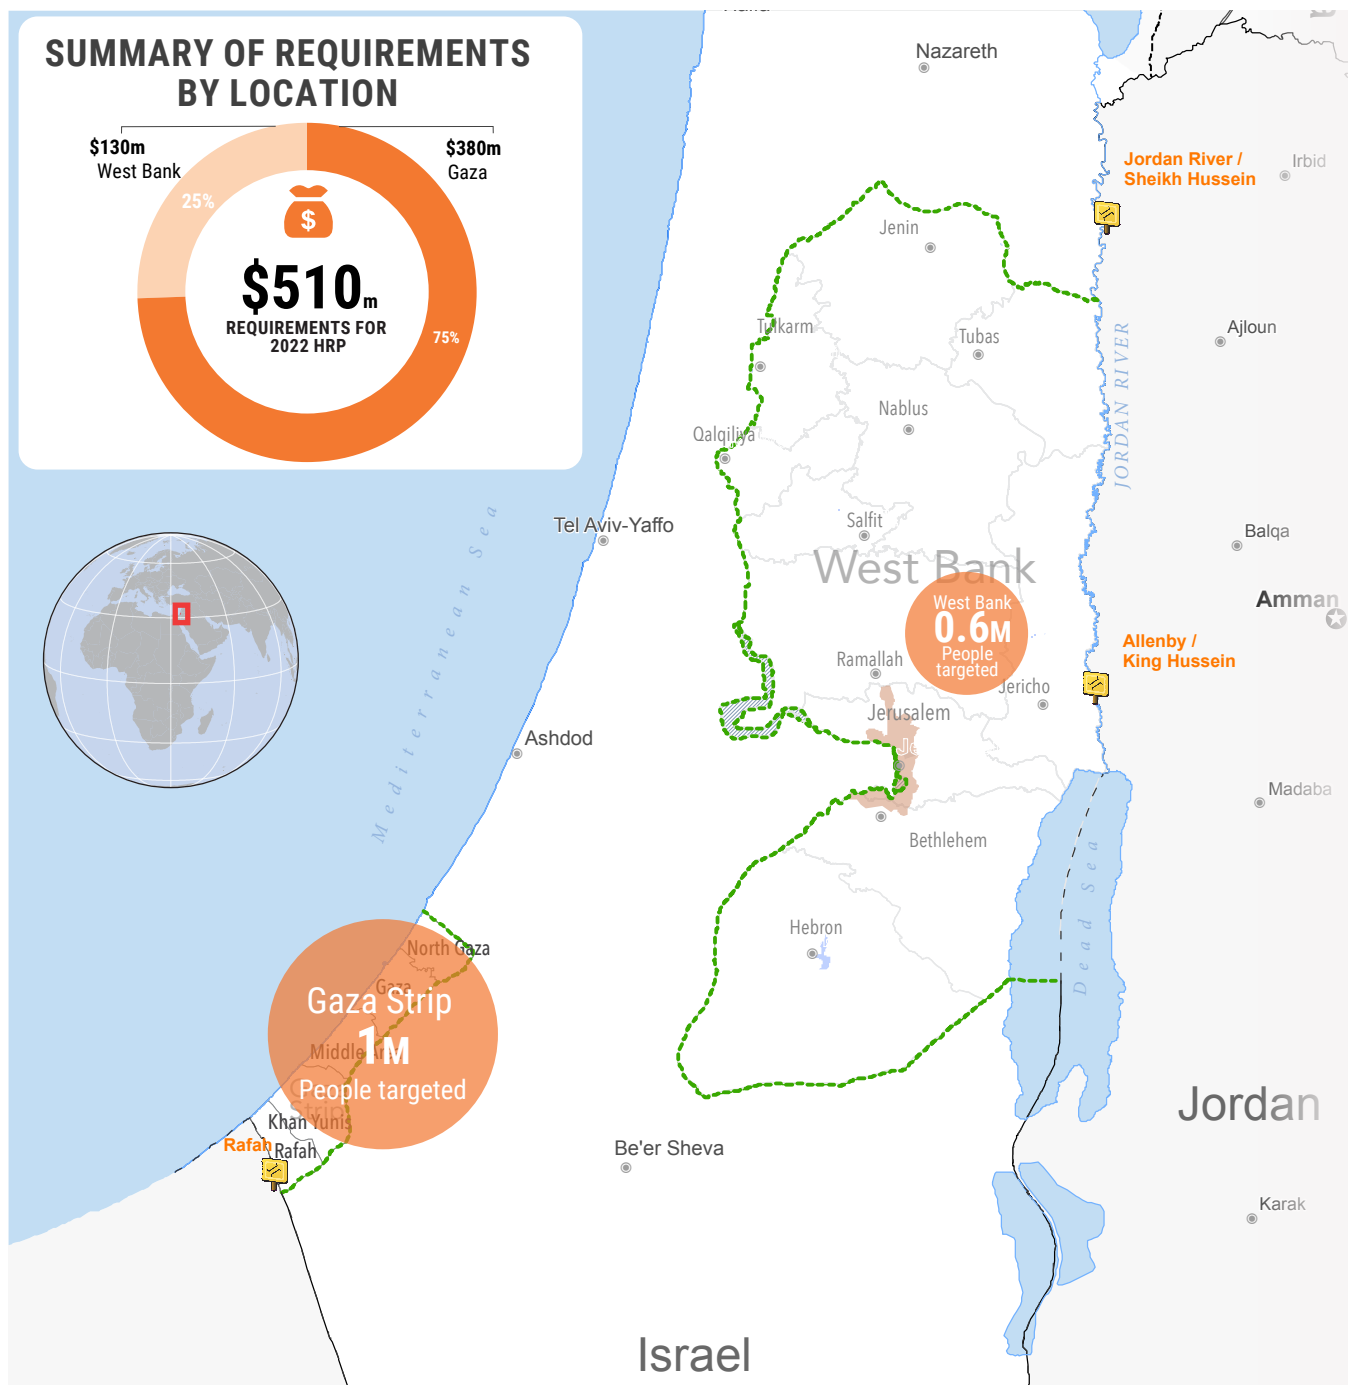 SUMMARY OF REQUIREMENTS
BY LOCATION
$130m
West Bank
$380m
Gaza
25%
$
$510m
REQUIREMENTS FOR
2022 HRP
75%
Nazareth
Jordan River /
Sheikh Hussein
Irbid
Jenin
Tulkarm
Tubas
Ajloun
JORDAN RIVER
Nablus
Qalqiliya
Mediterranean Sea
Tel Aviv-Yaffo
Salfit
Balqa
West Bank
West Bank
0.6M
People
targeted
Amman
Allenby /
King Hussein
Ramallah
Jericho
Jerusalem
Ashdod
Madaba
Bethlehem
Dead Sea
Hebron
North Gaza
Gaza
Gaza Strip
1M
Middle Area
People targeted
Strip
Khan Yunis
Rafah
Rafah
Be'er Sheva
Jordan
Karak
Israel